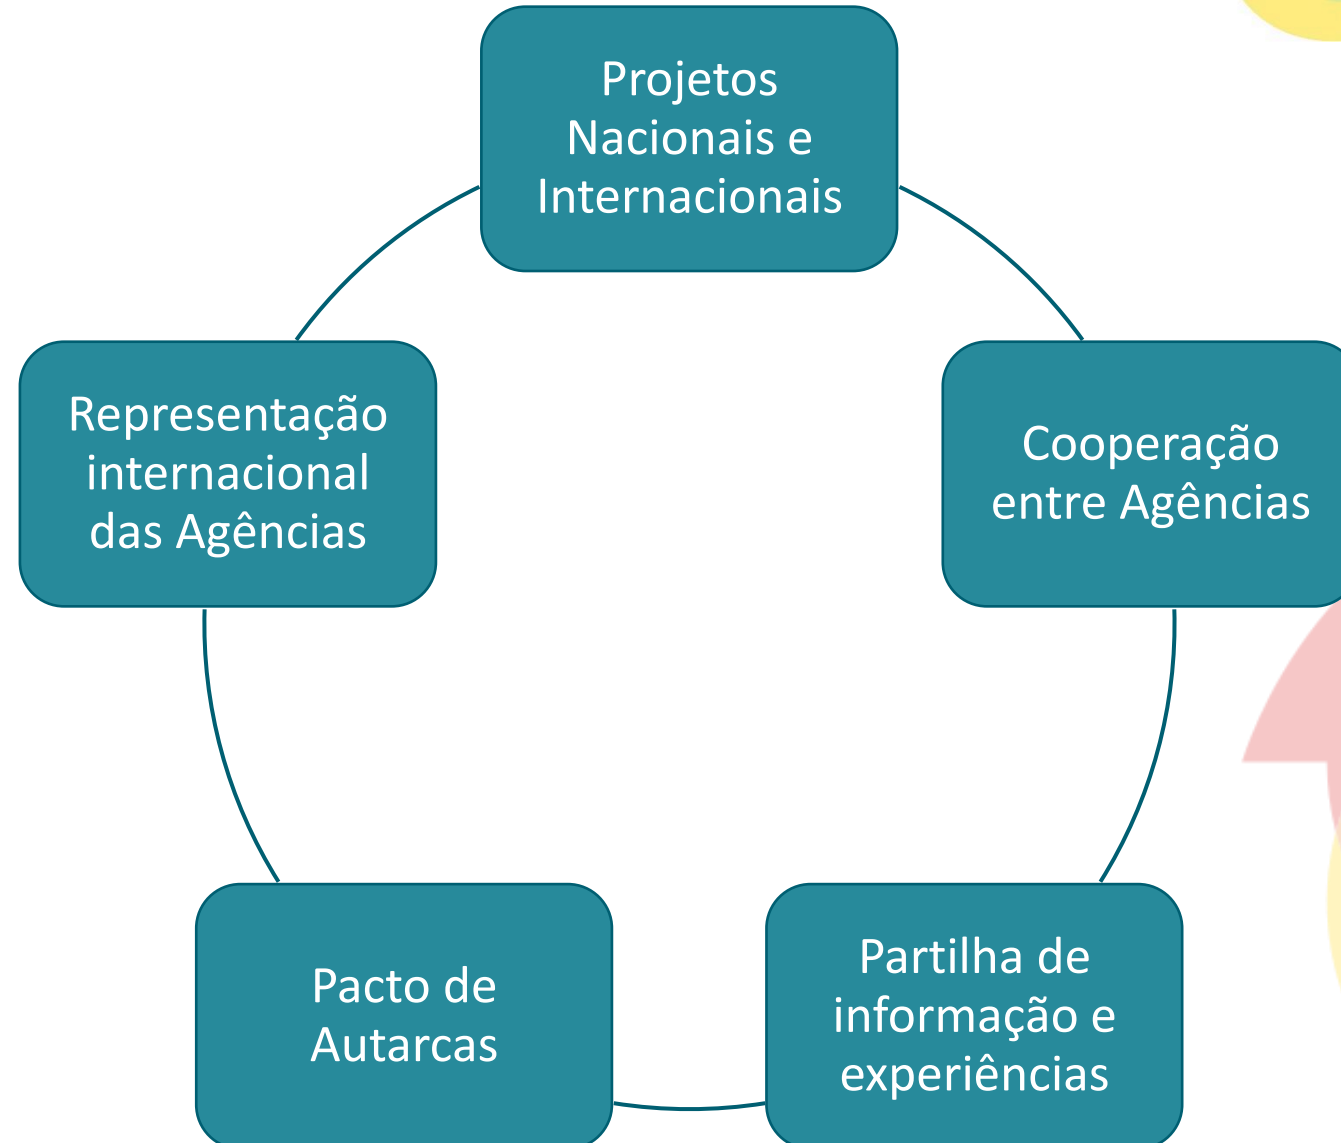 Projetos
Nacionais e
Internacionais
Cooperação
entre Agências
Partilha de
informação e
experiências
Pacto de
Autarcas
Representação
internacional
das Agências